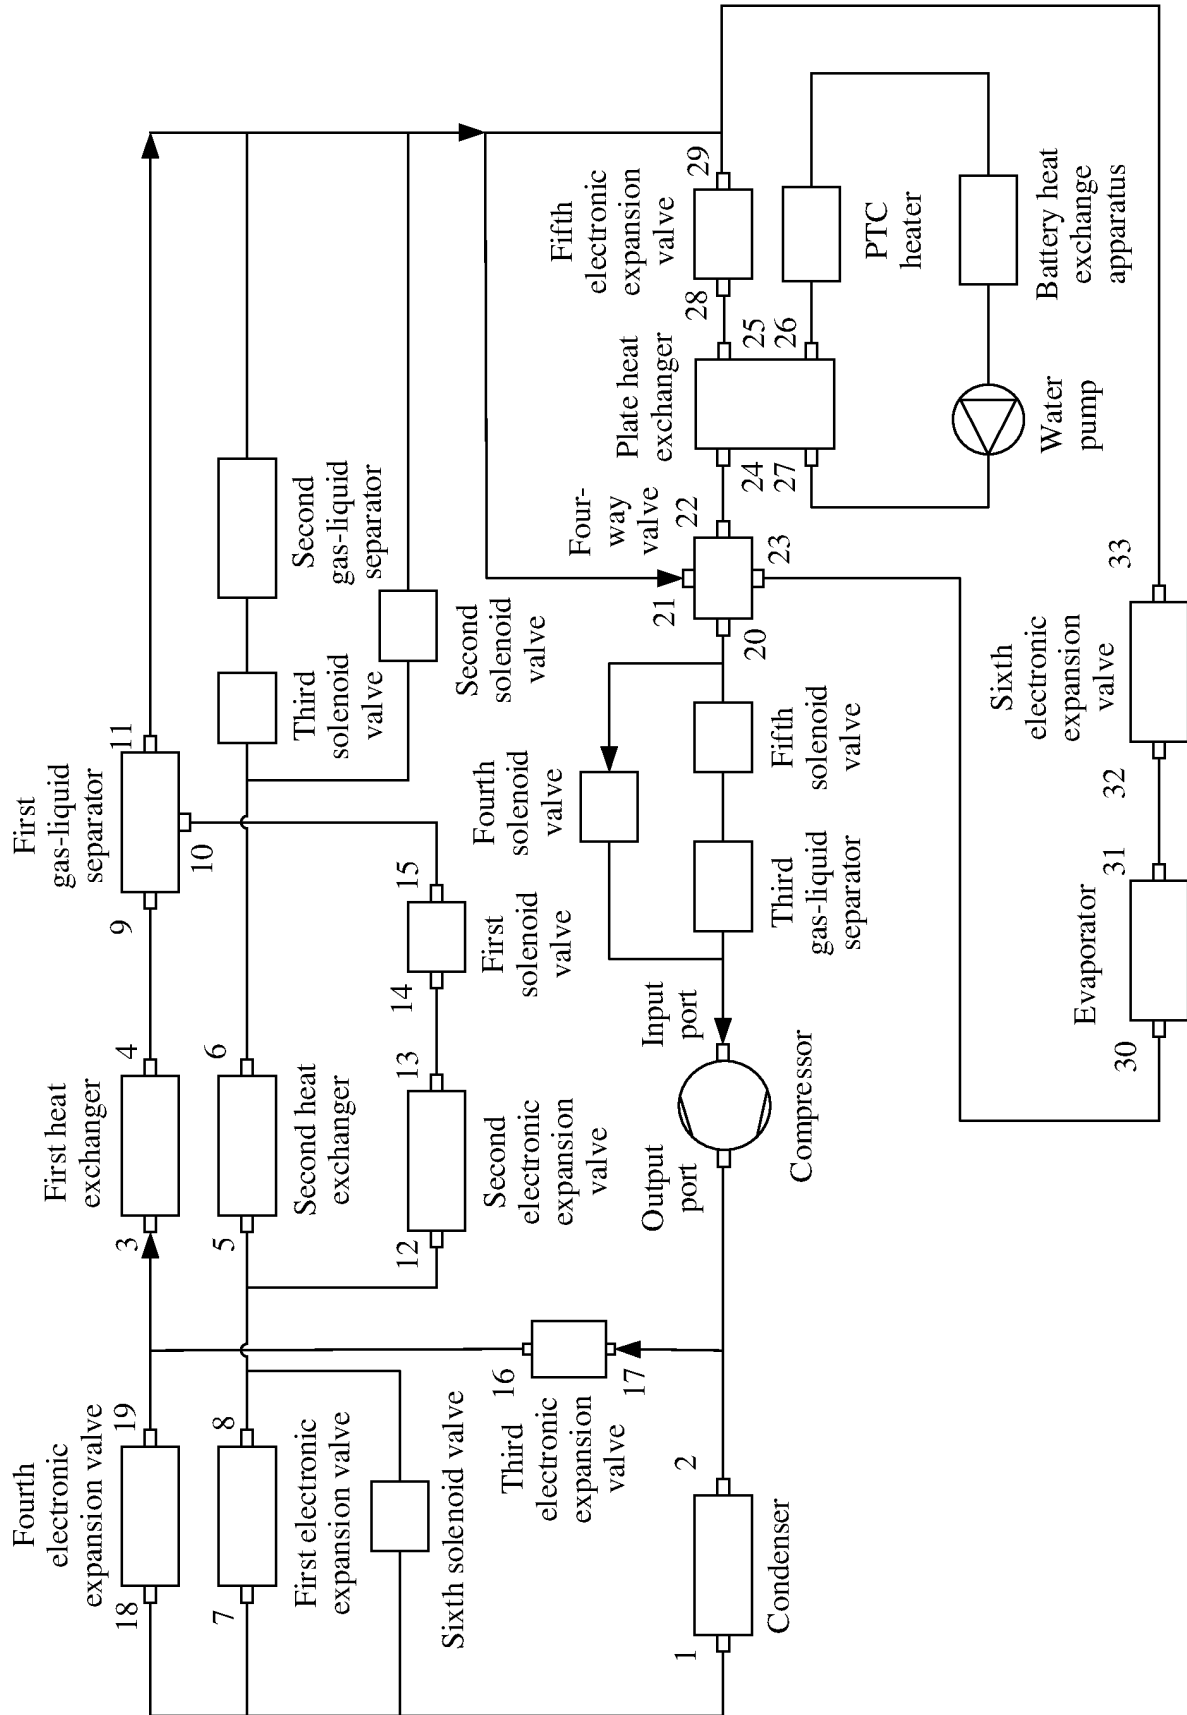 Fourth
electronic
expansion valve
18
19
3
First heat
exchanger
4
9
First
gas-liquid
separator
11
10
7
8
First electronic
expansion valve
5
6
Second heat
exchanger
Third
solenoid
valve
Second
gas-liquid
separator
Sixth solenoid valve
12
13
Second
electronic
expansion
valve
14
15
First
solenoid
valve
Second
solenoid
valve
16
17
Third
electronic
expansion
valve
Fourth
solenoid
valve
Four-
way
valve
21
22
20
23
Fifth
electronic
expansion
valve
28
29
Plate heat
exchanger
24
25
27
26
1
2
Condenser
Output
port
Input
port
Compressor
Third
gas-liquid
separator
Fifth
solenoid
valve
PTC
heater
Water
pump
Battery heat
exchange
apparatus
Evaporator
30
31
Sixth
electronic
expansion
valve
32
33